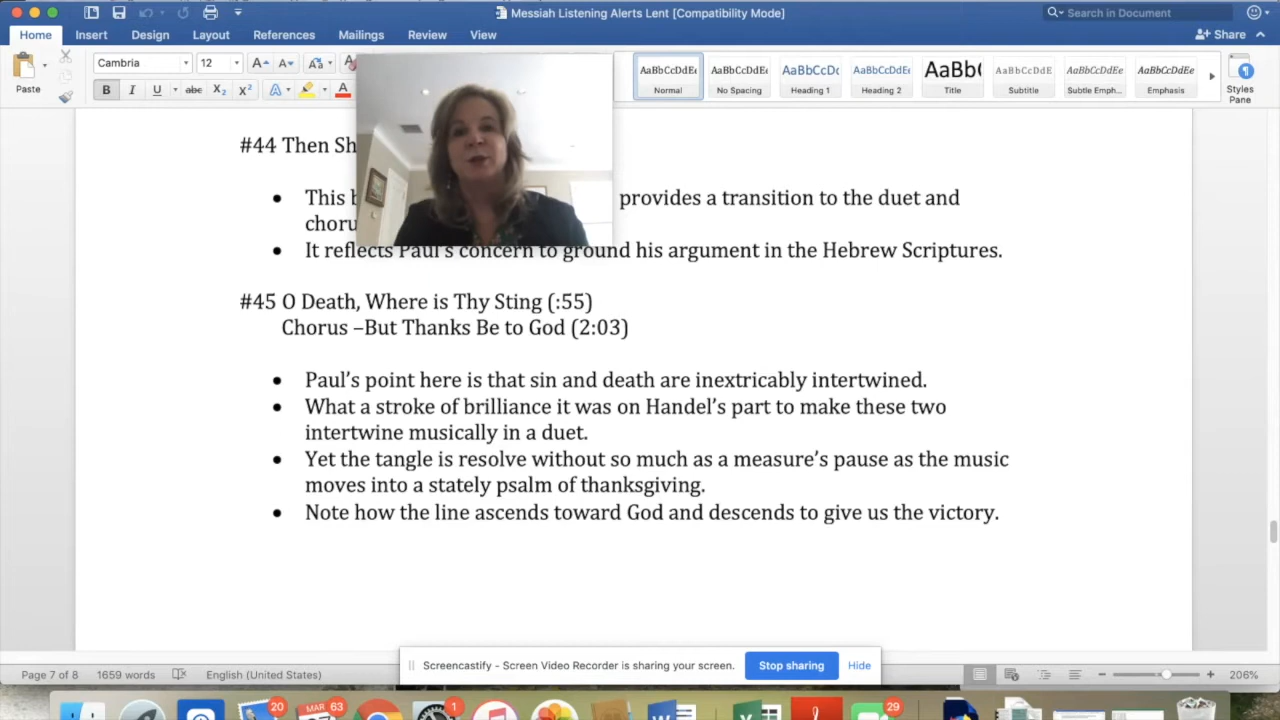 Messiah Listening Alerts Lent [Compatibility Mode]
Search in Document
Home Insert Design Layout References Mailings Review View
Share
Cambria 12
Paste
B I U abc X2 X2 A A
AaBbCcDdEe AaBbCcDdEe AaBbCcDc AaBbCcDdEe AaBb( AaBbCcDdE AaBbCcDdEe AaBbCcDdEe
Normal No Spacing Heading 1 Heading 2 Title Subtitle Subtle Emph... Emphasis
Styles
Pane
#44 Then Sh
• This b provides a transition to the duet and
choru
• It reflects Paul's concern to ground his argument in the Hebrew Scriptures.
#45 O Death, Where is Thy Sting (:55)
Chorus –But Thanks Be to God (2:03)
• Paul's point here is that sin and death are inextricably intertwined.
• What a stroke of brilliance it was on Handel's part to make these two
intertwine musically in a duet.
• Yet the tangle is resolve without so much as a measure's pause as the music
moves into a stately psalm of thanksgiving.
• Note how the line ascends toward God and descends to give us the victory.
Screencastify - Screen Video Recorder is sharing your screen. Stop sharing Hide
Page 7 of 8 1659 words English (United States) 206%
20 MAR 63 1 29